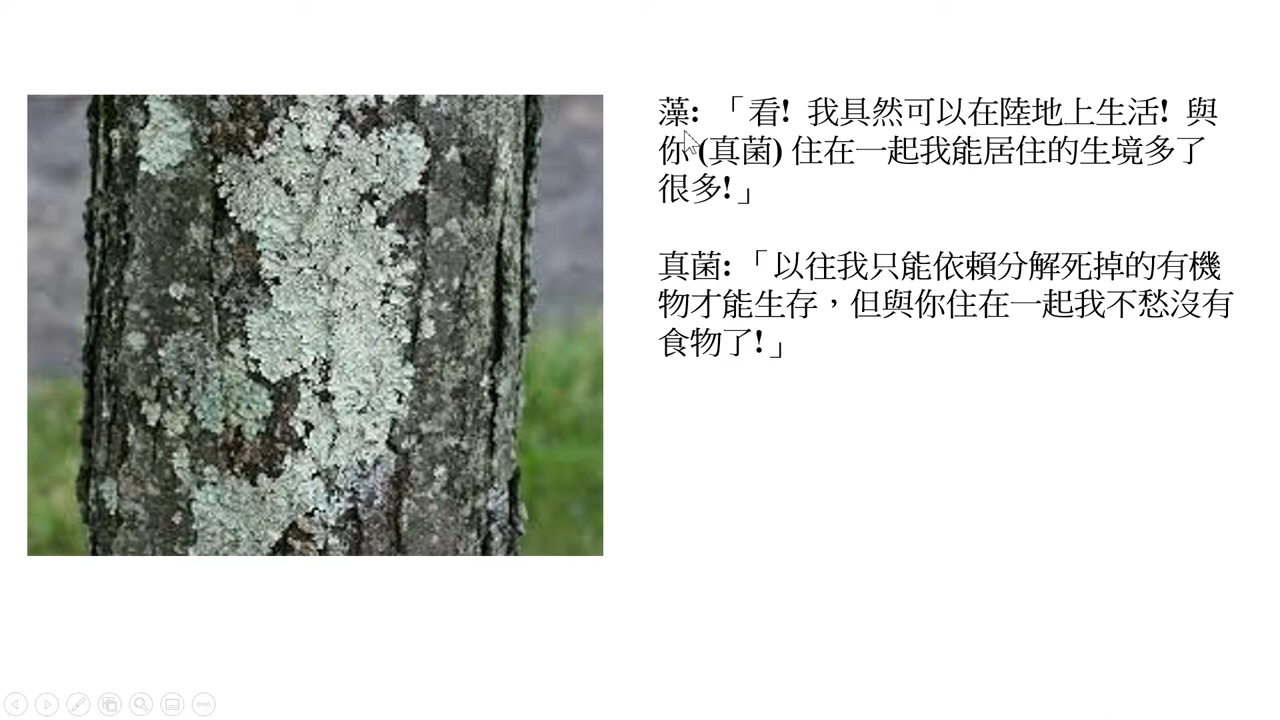 藻: 「看! 我具然可以在陸地上生活! 與
你 (真菌) 住在一起我能居住的生境多了
很多!」
真菌: 「以往我只能依賴分解死掉的有機
物才能生存，但與你住在一起我不愁沒有
食物了!」